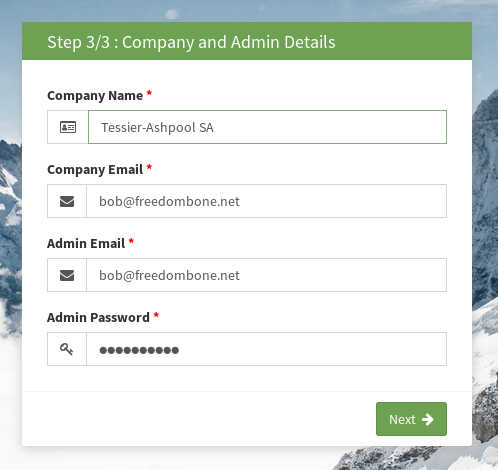 Step 3/3 : Company and Admin Details
Company Name *
Tessier-Ashpool SA
Company Email *
bob@freedombone.net
Admin Email *
bob@freedombone.net
Admin Password *
●●●●●●●●●●
Next